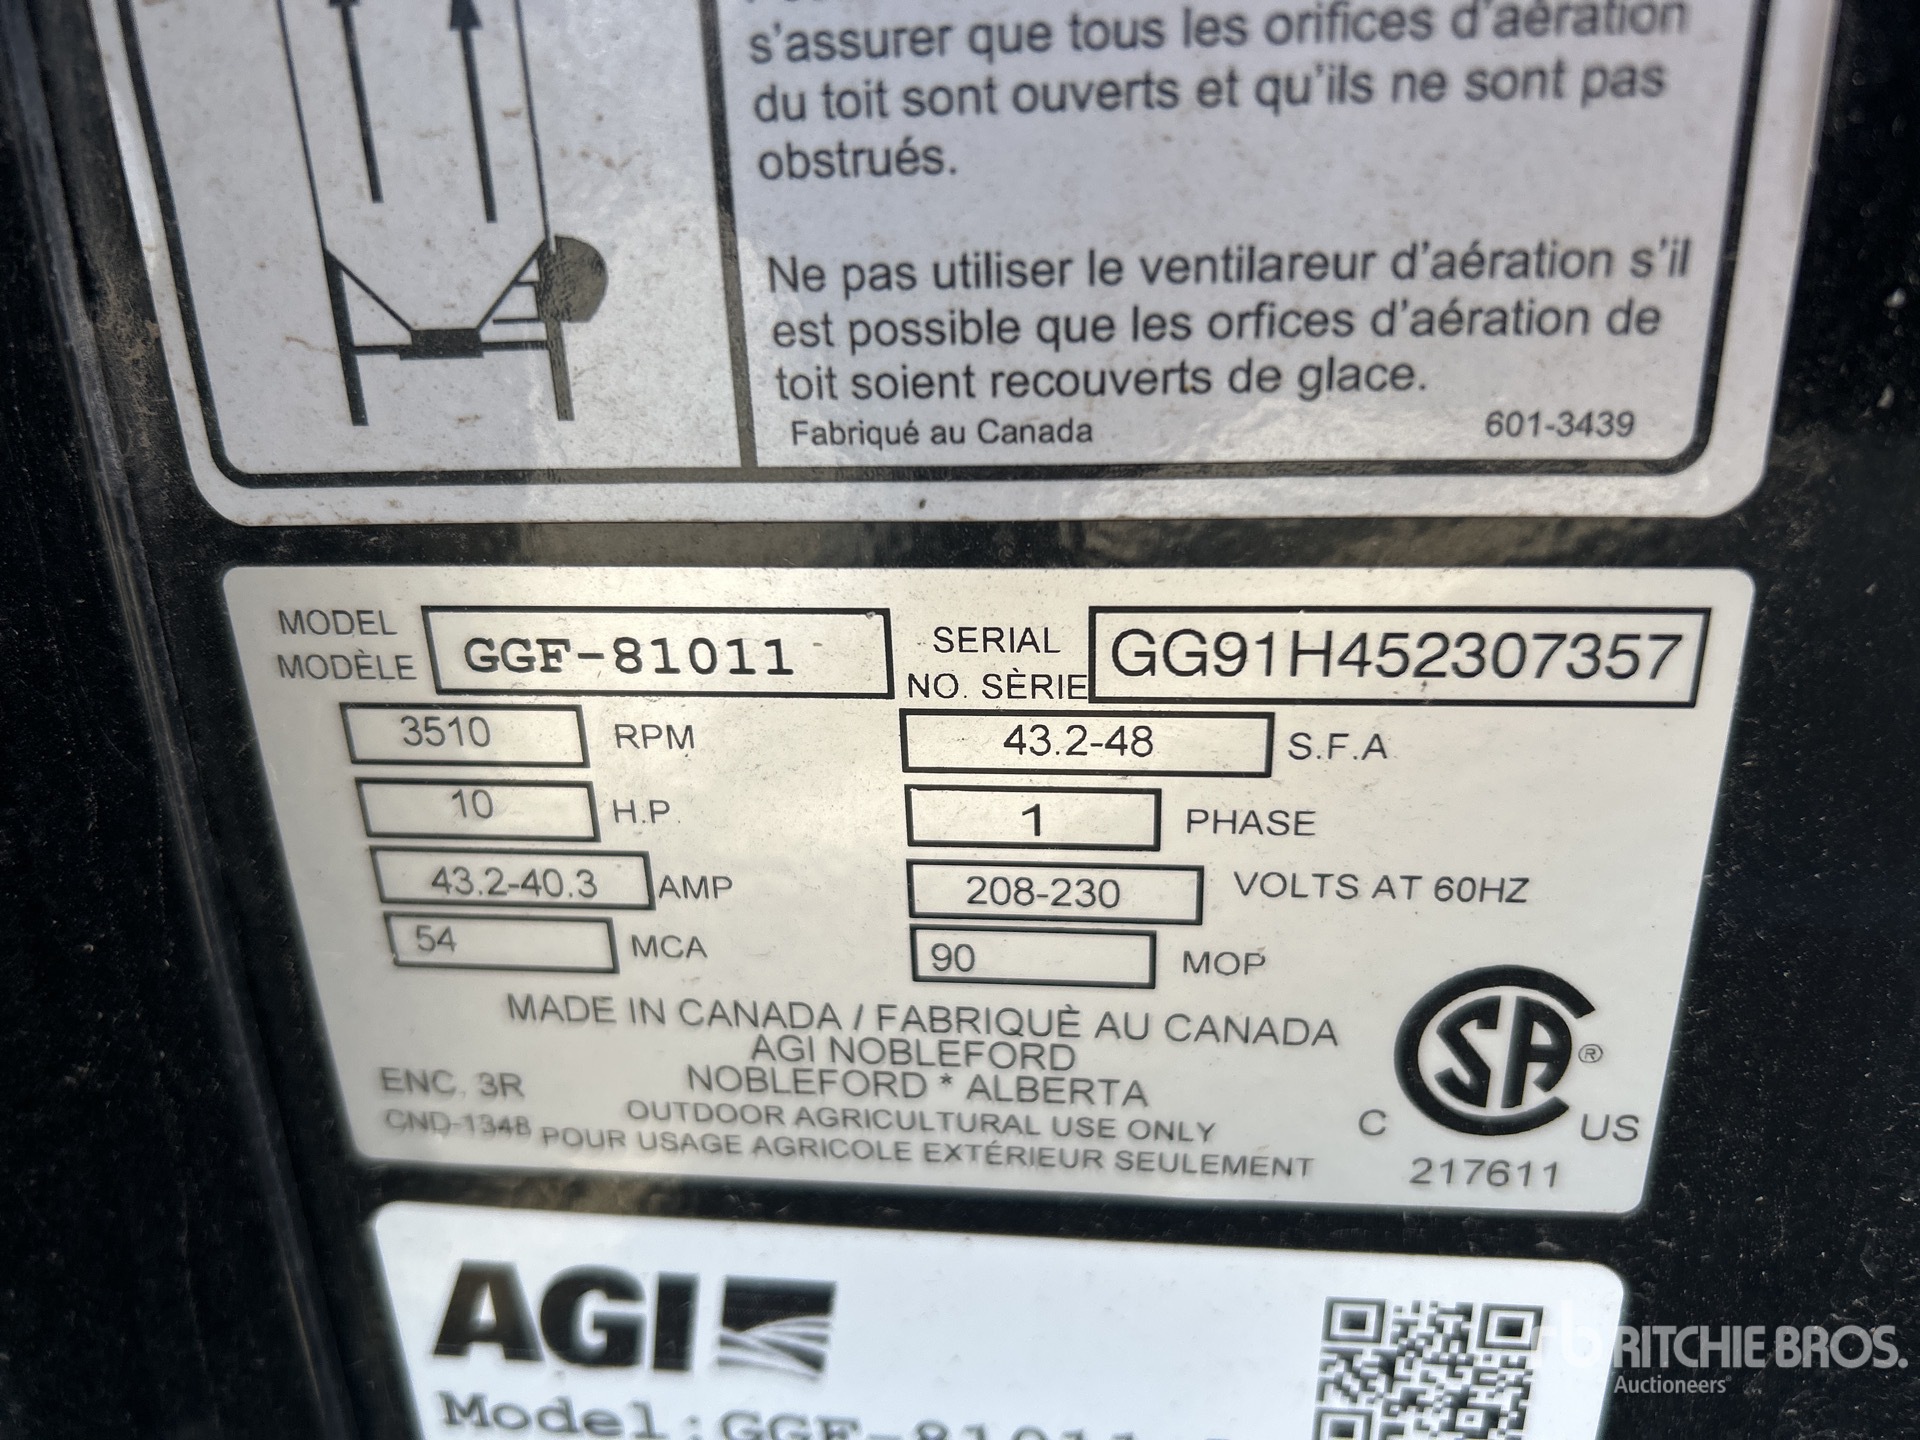 s'assurer que tous les orifices d'aération
du toit sont ouverts et qu'ils ne sont pas
obstrués.
Ne pas utiliser le ventilareur d'aération s'il
est possible que les orfices d'aération de
toit soient recouverts de glace.
Fabriqué au Canada 601-3439
MODEL
MODÈLE
GGF-81011
SERIAL
NO. SÈRIE
GG91H452307357
3510 RPM 43.2-48 S.F.A
10 H.P. 1 PHASE
43.2-40.3 AMP 208-230 VOLTS AT 60HZ
54 MCA 90 MOP
MADE IN CANADA / FABRIQUÈ AU CANADA
AGI NOBLEFORD
ENC. 3R NOBLEFORD * ALBERTA
CND-1348 OUTDOOR AGRICULTURAL USE ONLY
POUR USAGE AGRICOLE EXTÉRIEUR SEULEMENT
SA ®
C US
217611
AGI
Model:GGF-81011
RITCHIE BROS.
Auctioneers